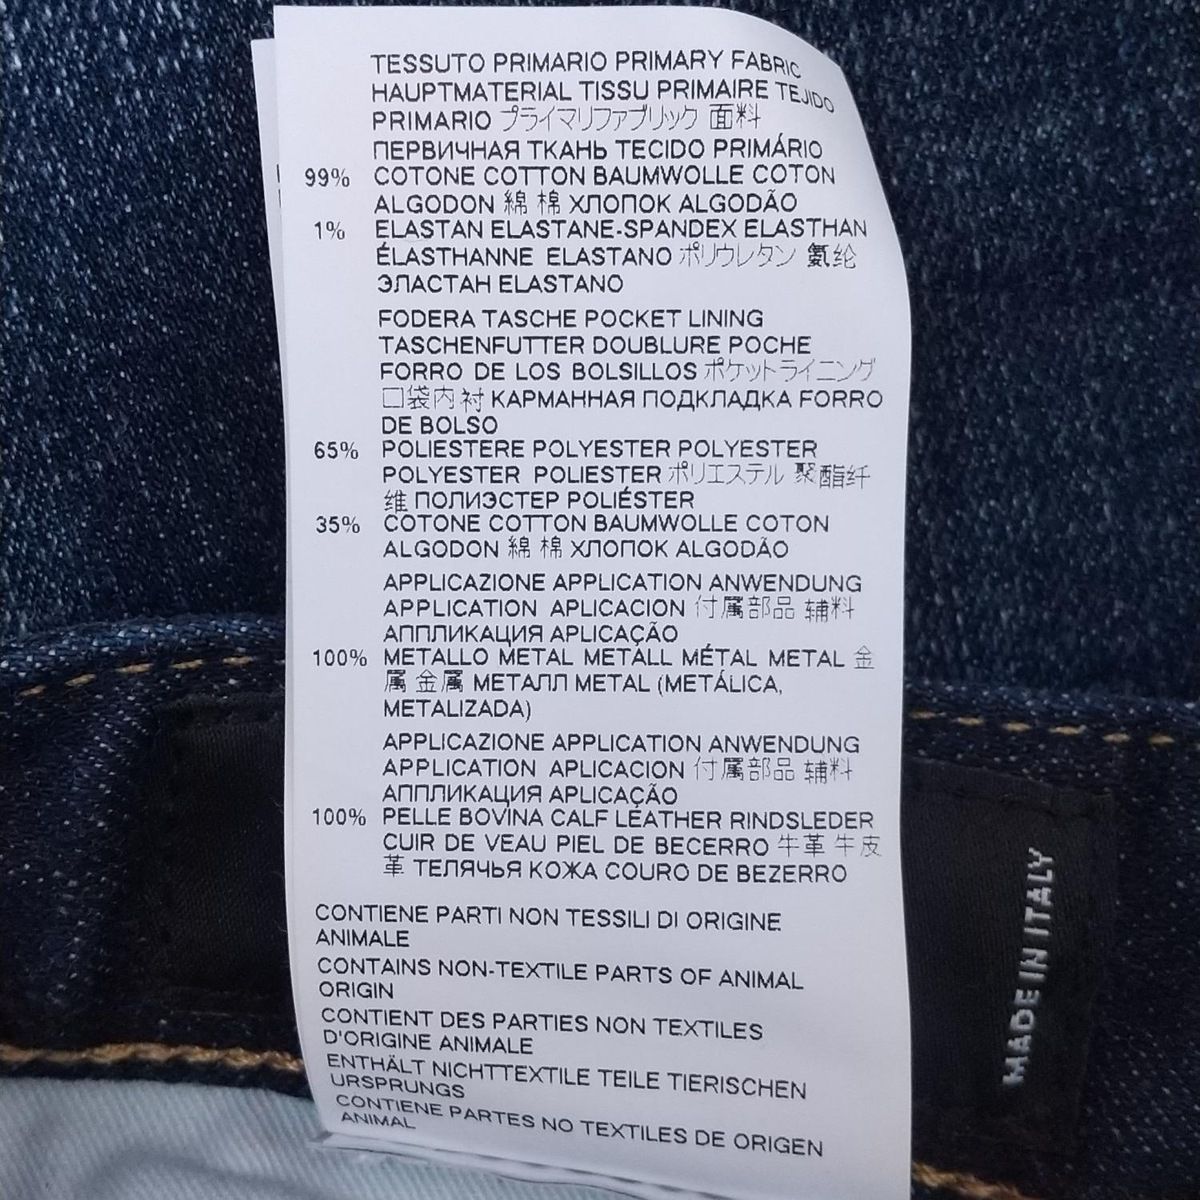 TESSUTO PRIMARIO PRIMARY FABRIC
HAUPTMATERIAL TISSU PRIMAIRE TEJIDO
PRIMARIO プライマリファブリック 面料
ПЕРВИЧНАЯ ТКАНЬ TECIDO PRIMÁRIO
99% COTONE COTTON BAUMWOLLE COTON
ALGODON 綿 棉 ХЛОПОК ALGODÃO
1% ELASTAN ELASTANE-SPANDEX ELASTHAN
ÉLASTHANNE ELASTANO ポリウレタン 氨纶
ЭЛАСТАН ELASTANO
FODERA TASCHE POCKET LINING
TASCHENFUTTER DOUBLURE POCHE
FORRO DE LOS BOLSILLOS ポケットライニング
口袋内衬 КАРМАННАЯ ПОДКЛАДКА FORRO
DE BOLSO
65% POLIESTERE POLYESTER POLYESTER
POLYESTER POLIESTER ポリエステル 聚酯纤
维 ПОЛИЭСТЕР POLIÉSTER
35% COTONE COTTON BAUMWOLLE COTON
ALGODON 綿 棉 ХЛОПОК ALGODÃO
APPLICAZIONE APPLICATION ANWENDUNG
APPLICATION APLICACION 付属部品 辅料
АППЛИКАЦИЯ APLICAÇÃO
100% METALLO METAL METALL MÉTAL METAL 金
属 金属 МЕТАЛЛ METAL (METÁLICA,
METALIZADA)
APPLICAZIONE APPLICATION ANWENDUNG
APPLICATION APLICACION 付属部品 辅料
АППЛИКАЦИЯ APLICAÇÃO
100% PELLE BOVINA CALF LEATHER RINDSLEDER
CUIR DE VEAU PIEL DE BECERRO 牛革 牛皮
革 ТЕЛЯЧЬЯ КОЖА COURO DE BEZERRO
CONTIENE PARTI NON TESSILI DI ORIGINE
ANIMALE
CONTAINS NON-TEXTILE PARTS OF ANIMAL
ORIGIN
CONTIENT DES PARTIES NON TEXTILES
D'ORIGINE ANIMALE
ENTHÄLT NICHTTEXTILE TEILE TIERISCHEN
URSPRUNGS
CONTIENE PARTES NO TEXTILES DE ORIGEN
ANIMAL
MADE IN ITALY